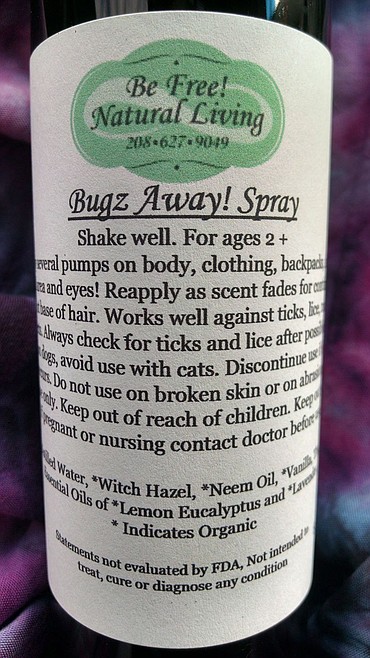 Be Free!
Natural Living
208•627•9049
Bugz Away! Spray
Shake well. For ages 2 +
several pumps on body, clothing, backpacks,
area and eyes! Reapply as scent fades for
base of hair. Works well against ticks, lice,
Always check for ticks and lice after
dogs, avoid use with cats. Discontinue use
Do not use on broken skin or on
only. Keep out of reach of children. Keep
pregnant or nursing contact doctor before
Water, *Witch Hazel, *Neem Oil, *Vanilla,
Essential Oils of *Lemon Eucalyptus and *Lavender
* Indicates Organic
Statements not evaluated by FDA, Not intended to
treat, cure or diagnose any condition